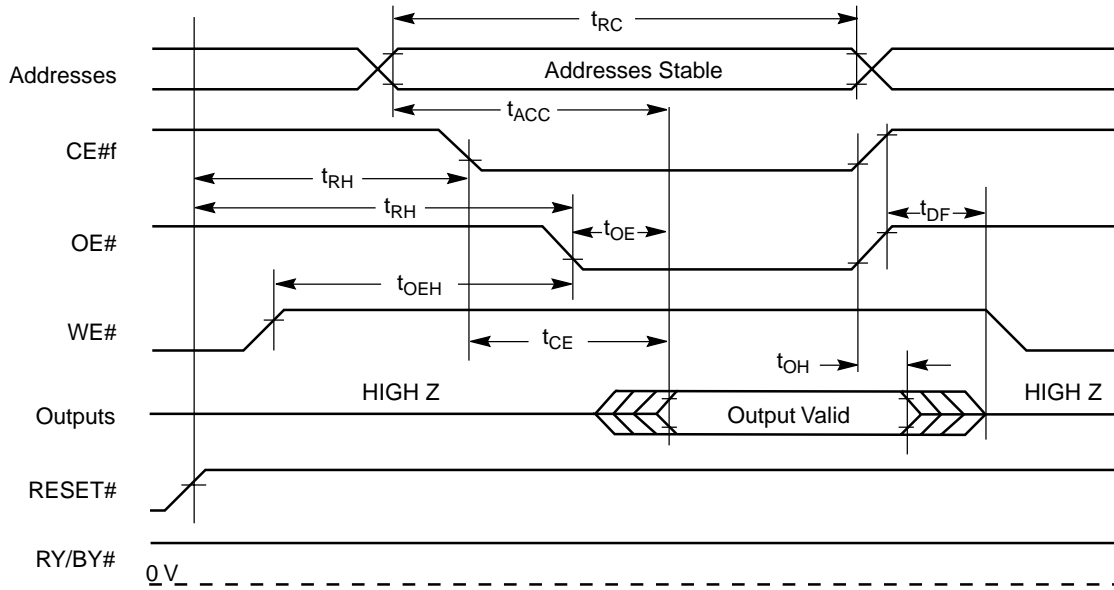 tRC
Addresses
Addresses Stable
tACC
CE#f
tRH
tRH
tDF
OE#
tOE
tOEH
WE#
tCE
tOH
HIGH Z
HIGH Z
Outputs
Output Valid
RESET#
RY/BY#
0 V